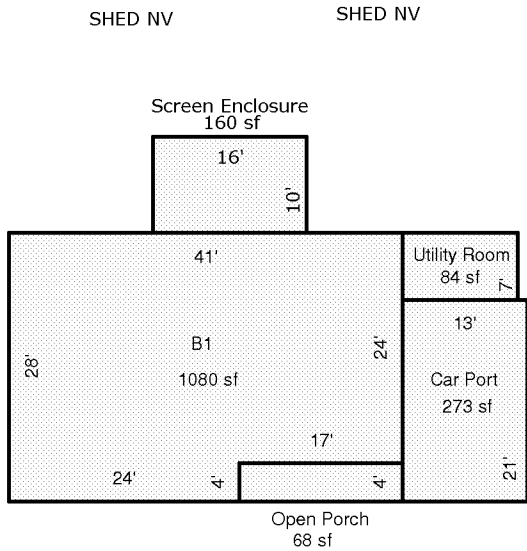 SHED NV
SHED NV
Screen Enclosure
160 sf
16'
10'
41'
Utility Room
84 sf
7'
13'
24'
28'
B1
1080 sf
Car Port
273 sf
17'
24'
4'
4'
21'
Open Porch
68 sf